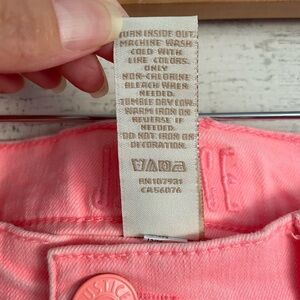 TURN INSIDE OUT.
MACHINE WASH
COLD WITH
LIKE COLORS.
ONLY
NON-CHLORINE
BLEACH WHEN
NEEDED.
TUMBLE DRY LOW.
WARM IRON ON
REVERSE IF
NEEDED.
DO NOT IRON ON
DECORATION.
RN107931
CA56076
JUSTICE